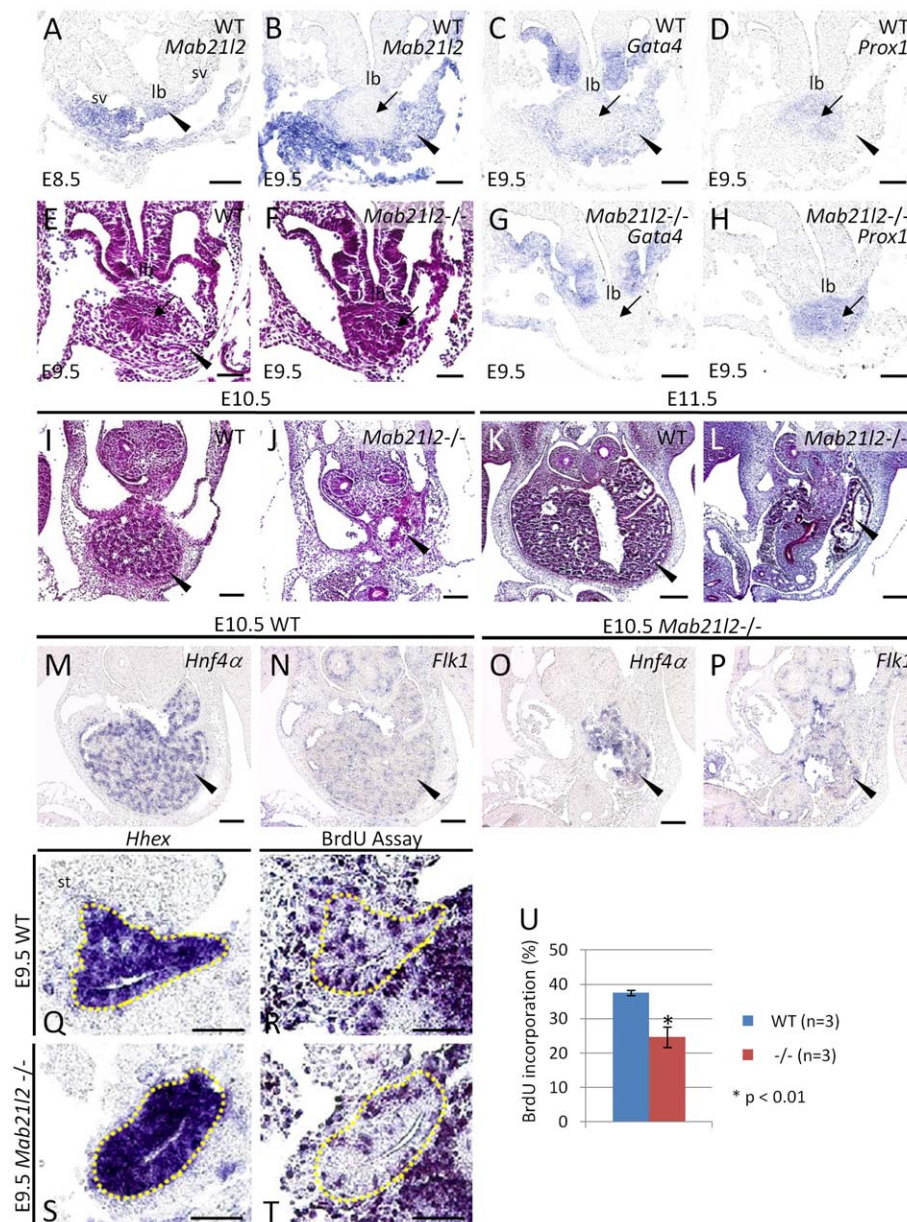 A WT Mab21l2 sv lb sv E8.5
B WT Mab21l2 lb E9.5
C WT Gata4 lb E9.5
D WT Prox1 lb E9.5
E WT lb E9.5
F Mab21l2-/- lb E9.5
G Mab21l2-/- Gata4 lb E9.5
H Mab21l2-/- Prox1 lb E9.5
E10.5
E11.5
I WT
J Mab21l2-/-
K WT
L Mab21l2-/-
E10.5 WT
E10.5 Mab21l2-/-
M Hnf4α
N Flk1
O Hnf4α
P Flk1
Hhex
BrdU Assay
E9.5 WT
st
Q
R
E9.5 Mab21l2 -/-
S
T
U
BrdU incorporation (%)
50
40
30
20
10
0
*
WT (n=3)
-/- (n=3)
* p < 0.01